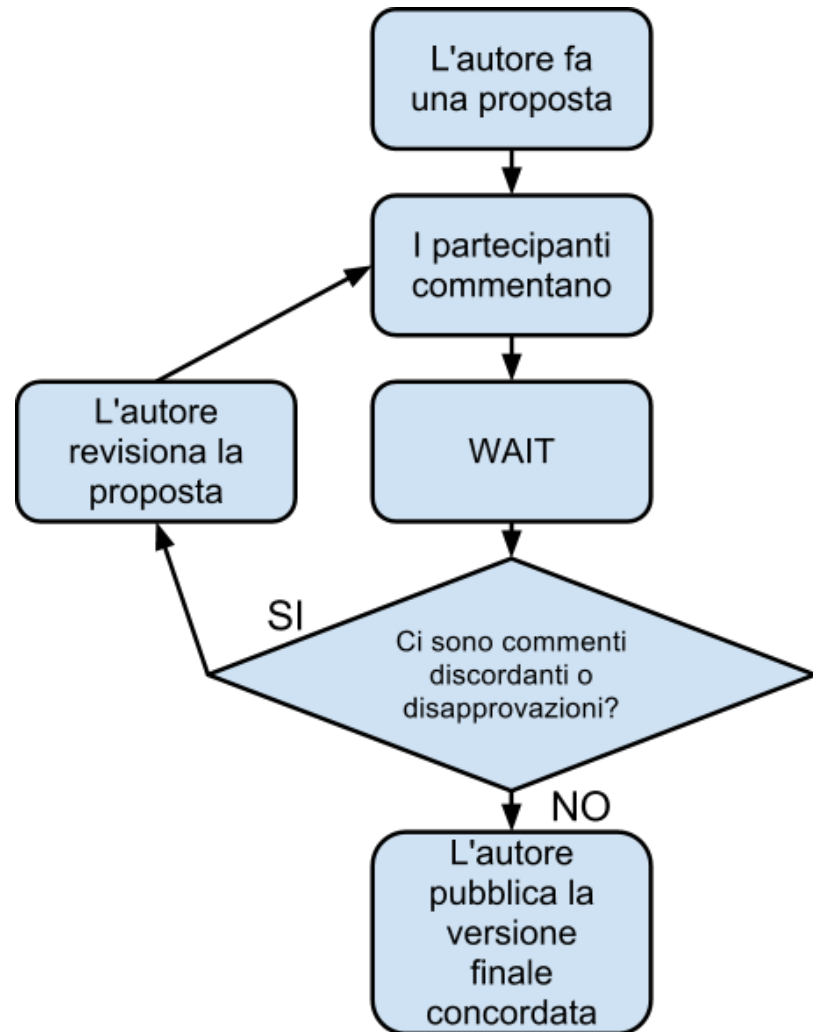 L'autore fa
una proposta
I partecipanti
commentano
L'autore
revisiona la
proposta
WAIT
SI
Ci sono commenti
discordanti o
disapprovazioni?
NO
L'autore
pubblica la
versione
finale
concordata